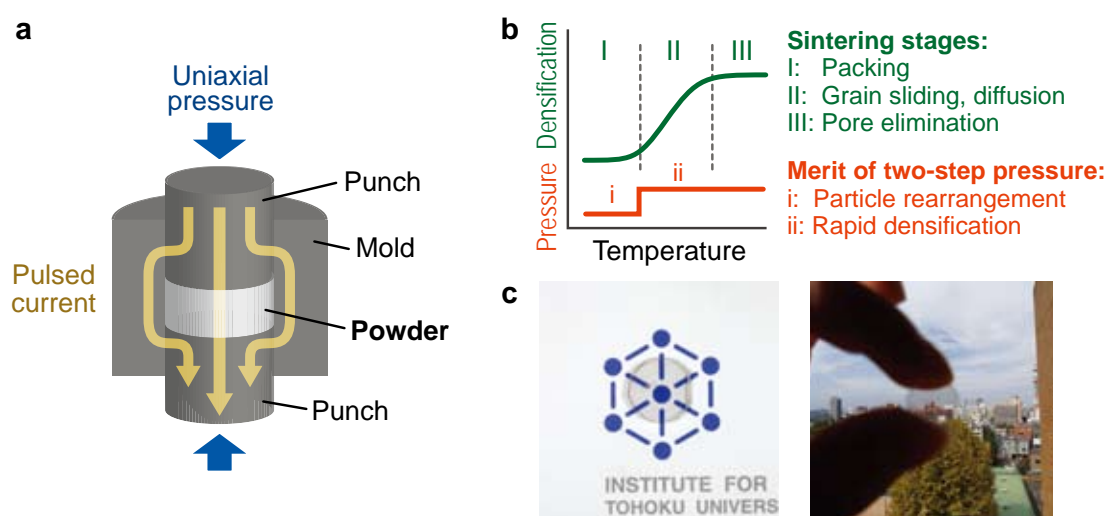 a
Uniaxial
pressure
Punch
Mold
Pulsed
current
Powder
Punch
b
Densification
Pressure
I
II
III
i
ii
Temperature
Sintering stages:
I: Packing
II: Grain sliding, diffusion
III: Pore elimination
Merit of two-step pressure:
i: Particle rearrangement
ii: Rapid densification
c
INSTITUTE FOR
TOHOKU UNIVERS